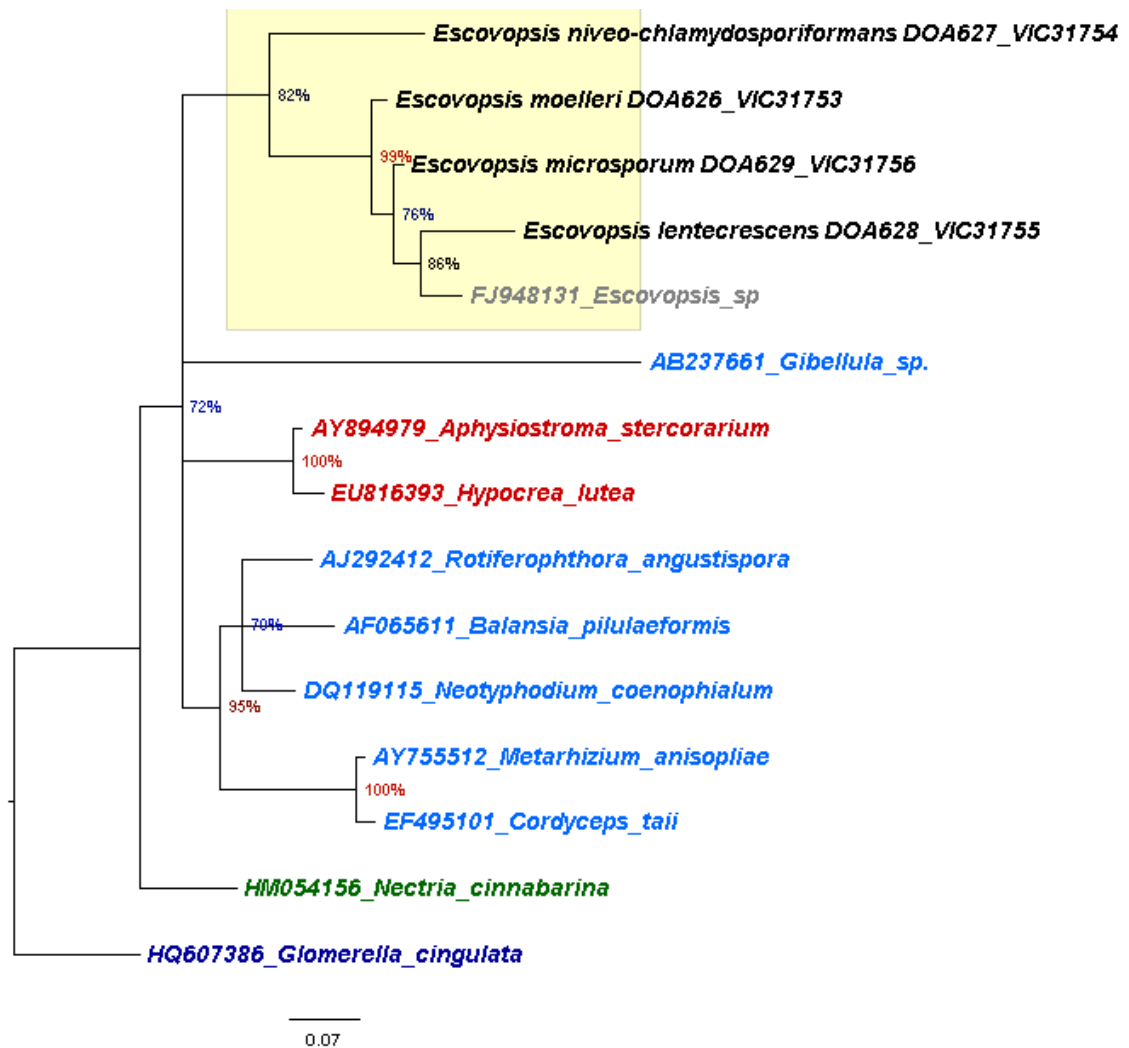 Escovopsis niveo-chlamydosporiformans DOA627_VIC31754
82%
Escovopsis moelleri DOA626_VIC31753
99%
Escovopsis microsporum DOA629_VIC31756
76%
Escovopsis lentecrescens DOA628_VIC31755
86%
FJ948131_Escovopsis_sp
AB237661_Gibellula_sp.
72%
AY894979_Aphysiostroma_stercorarium
100%
EU816393_Hypocrea_lutea
AJ292412_Rotiferophthora_angustispora
70%
AF065611_Balansia_pilulaeformis
DQ119115_Neotyphodium_coenophialum
95%
AY755512_Metarhizium_anisopliae
100%
EF495101_Cordyceps_taii
HM054156_Nectria_cinnabarina
HQ607386_Glomerella_cingulata
0.07